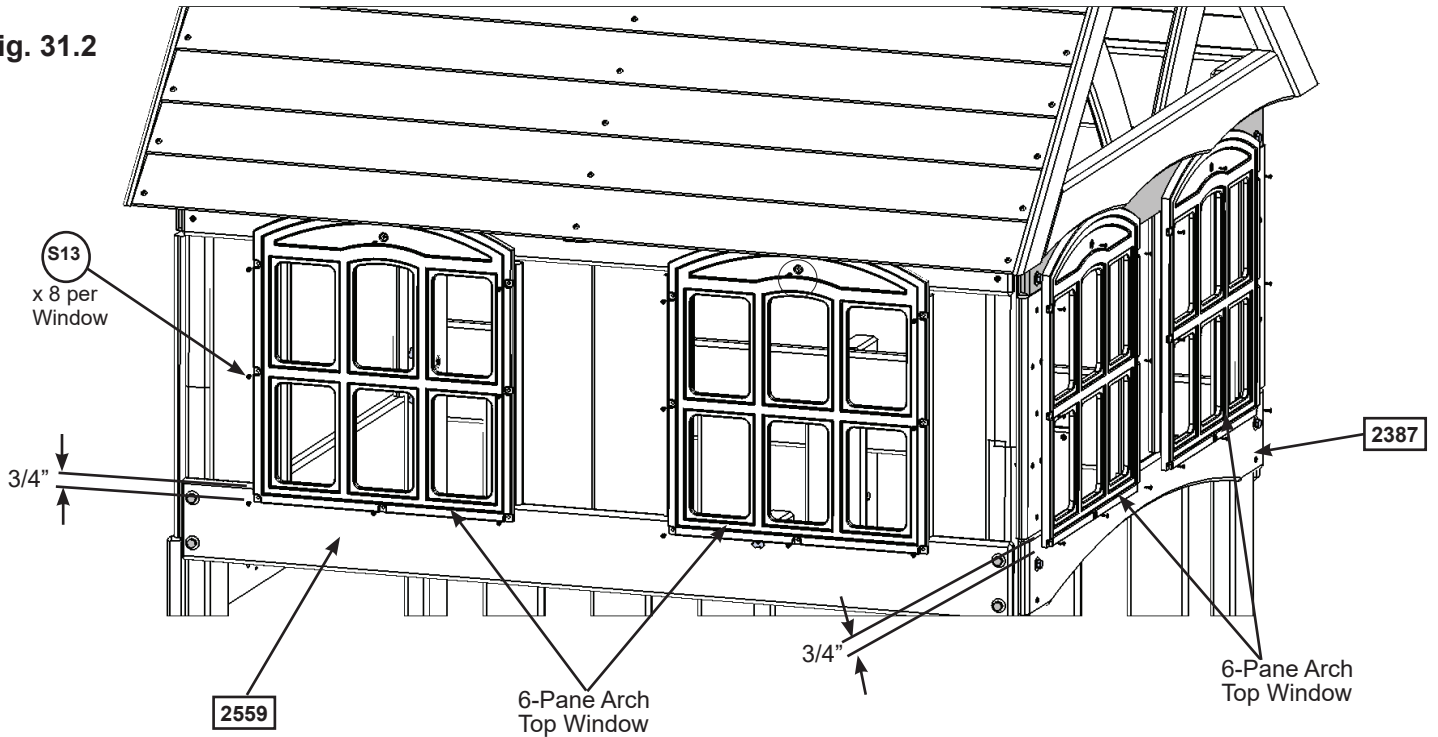 ig. 31.2
S13
x 8 per
Window
3/4”
2387
3/4”
2559
6-Pane Arch
Top Window
6-Pane Arch
Top Window